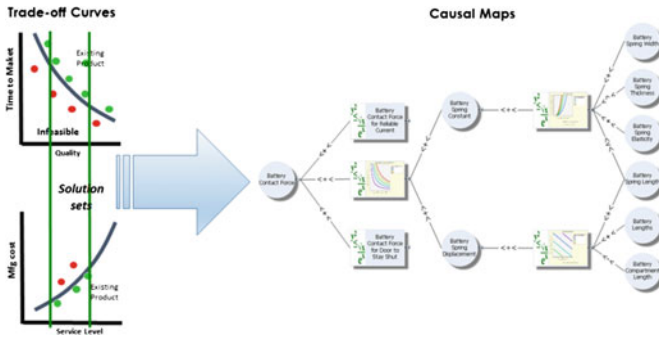 Trade-off Curves
Causal Maps
Time to Maket
Existing
Product
Infeasible
Quality
Solution
sets
Mfg cost
Existing
Product
Service Level
Battery
Contact Force
Battery
Contact Force
for Reliable
Current
Battery
Contact Force
for Door to
Stay Shut
Battery
Spring
Constant
Battery
Spring
Displacement
Battery
Spring Width
Battery
Spring
Thickness
Battery
Spring
Elasticity
Battery
Spring Length
Battery
Lengths
Battery
Compartment
Length